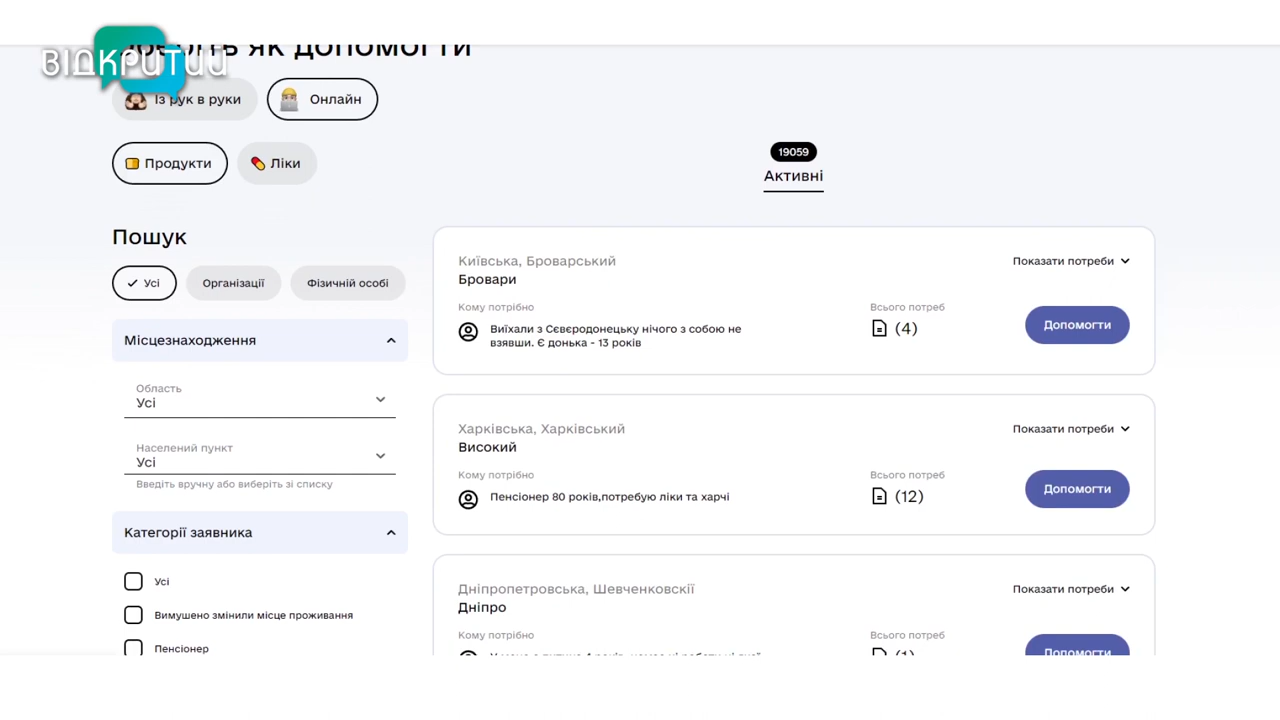 ВІДКРИТИЙ
як допомогти
Із рук в руки
Онлайн
Продукти
Ліки
19059
Активні
Пошук
Усі
Організації
Фізичній особі
Місцезнаходження
Область
Усі
Населений пункт
Усі
Введіть вручну або виберіть зі списку
Категорії заявника
Усі
Вимушено змінили місце проживання
Пенсіонер
Київська, Броварський
Показати потреби
Бровари
Кому потрібно
Всього потреб
Виїхали з Сєвєродонецьку нічого з собою не
взявши. Є донька - 13 років
(4)
Допомогти
Харківська, Харківський
Показати потреби
Високий
Кому потрібно
Всього потреб
Пенсіонер 80 років,потребую ліки та харчі
(12)
Допомогти
Дніпропетровська, Шевченковскії
Показати потреби
Дніпро
Кому потрібно
Всього потреб
(1)
Допомогти